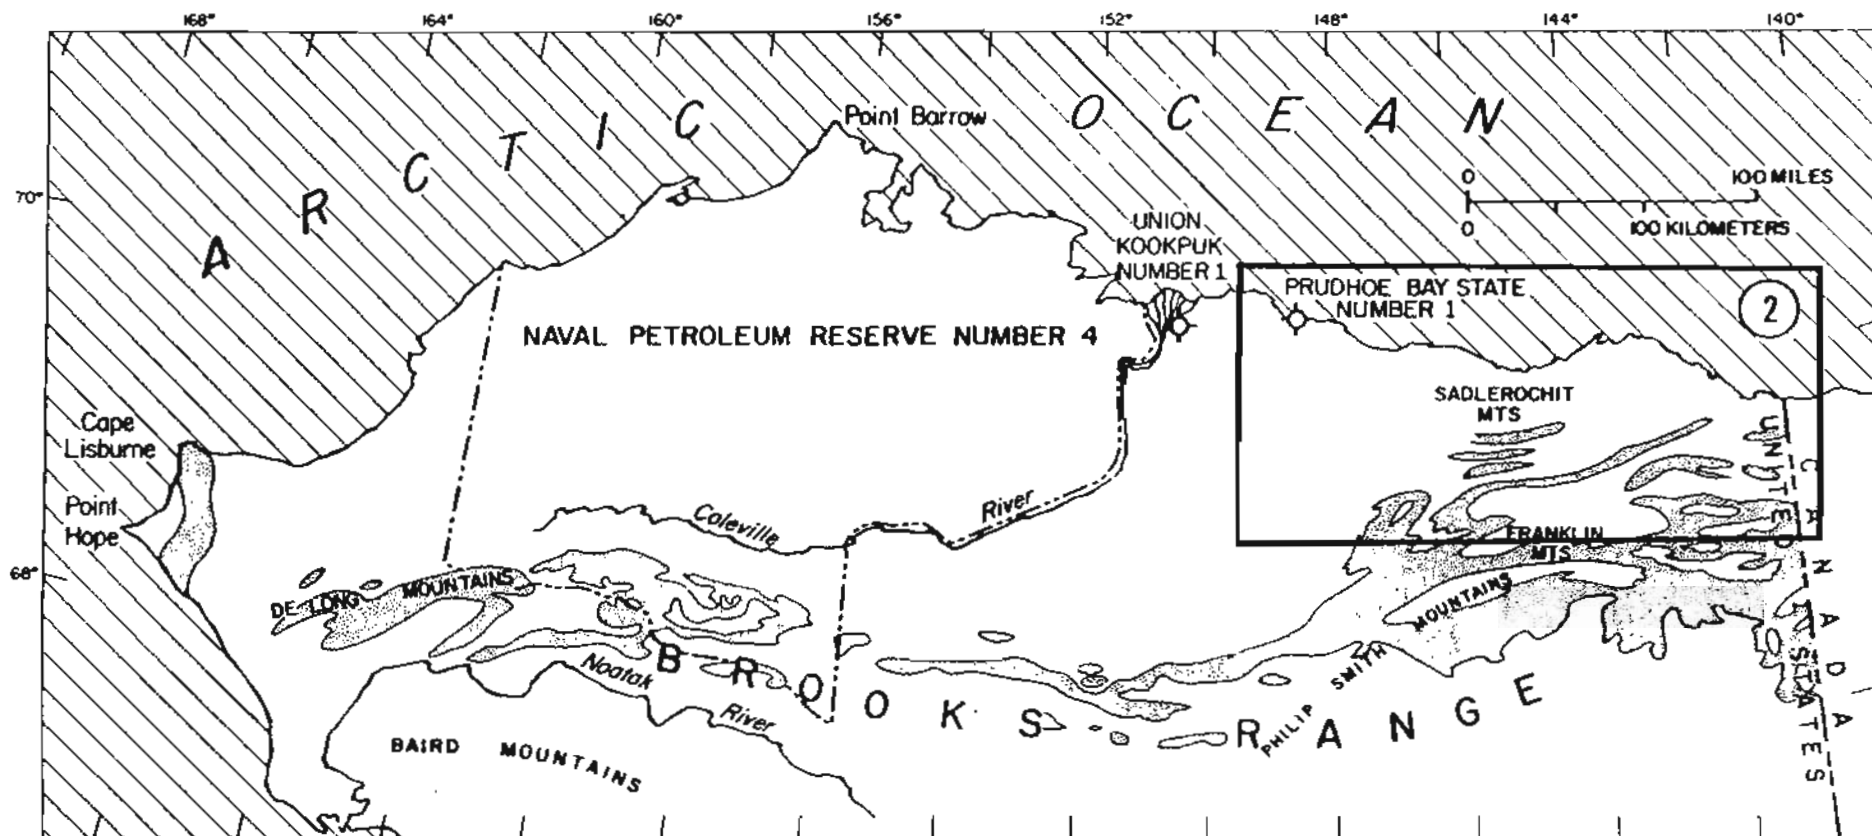 168° 164° 160° 156° 152° 148° 144° 140°
ARCTIC OCEAN
Point Barrow
70°
0 100 MILES
0 100 KILOMETERS
UNION
KOOKPUK
NUMBER 1
PRUDHOE BAY STATE
NUMBER 1
2
NAVAL PETROLEUM RESERVE NUMBER 4
SADLEROCHIT
MTS
Cape
Lisburne
Point
Hope
Coleville River
UNITED STATES
CANADA
FRANKLIN
MTS
68°
DE LONG MOUNTAINS
PHILIP SMITH MOUNTAINS
BROOKS RANGE
Noatak River
BAIRD MOUNTAINS